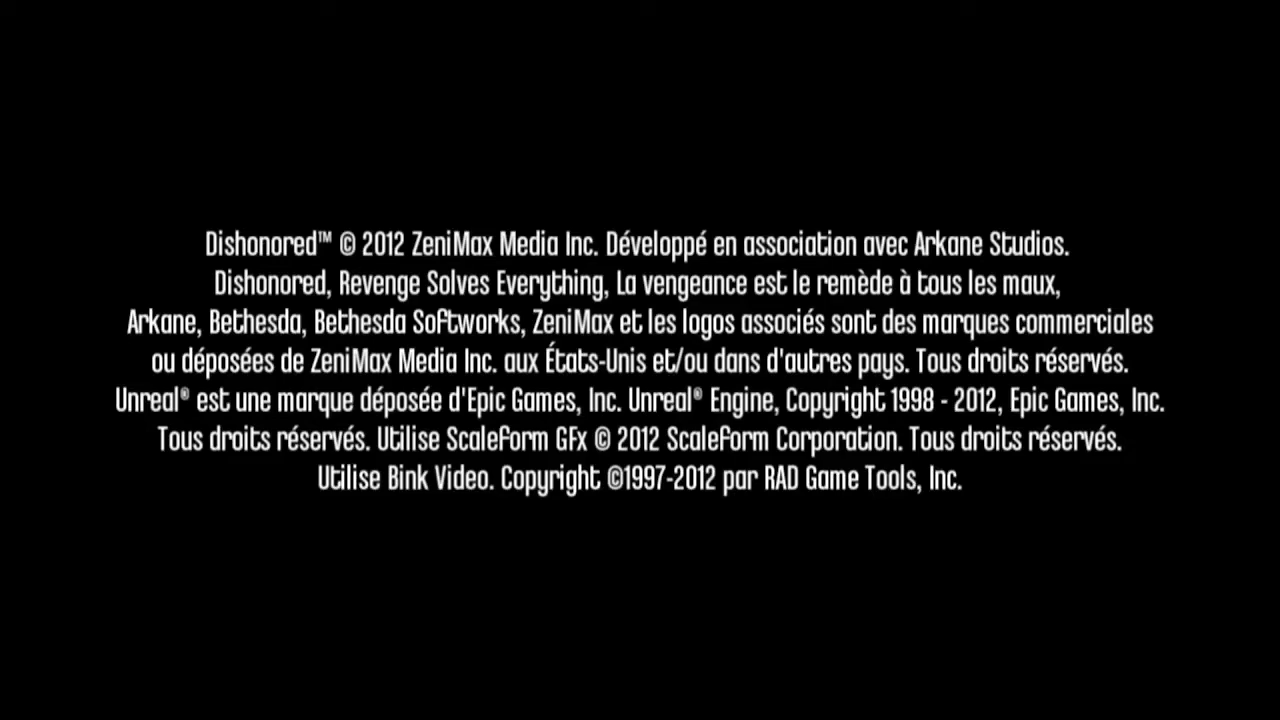 Dishonored™ © 2012 ZeniMax Media Inc. Développé en association avec Arkane Studios.
Dishonored, Revenge Solves Everything, La vengeance est le remède à tous les maux,
Arkane, Bethesda, Bethesda Softworks, ZeniMax et les logos associés sont des marques commerciales
ou déposées de ZeniMax Media Inc. aux États-Unis et/ou dans d'autres pays. Tous droits réservés.
Unreal® est une marque déposée d'Epic Games, Inc. Unreal® Engine, Copyright 1998 - 2012, Epic Games, Inc.
Tous droits réservés. Utilise Scaleform GFx © 2012 Scaleform Corporation. Tous droits réservés.
Utilise Bink Video. Copyright ©1997-2012 par RAD Game Tools, Inc.